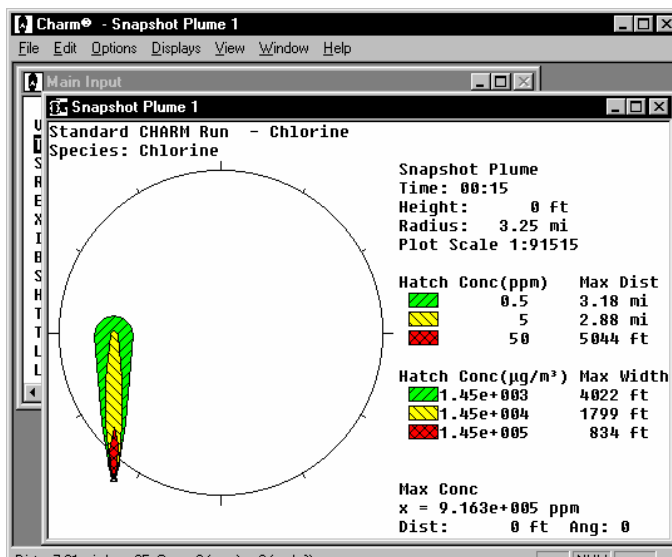 Charm® - Snapshot Plume 1
File Edit Options Displays View Window Help
Main Input
Snapshot Plume 1
Standard CHARM Run - Chlorine
Species: Chlorine
Snapshot Plume
Time: 00:15
Height: 0 ft
Radius: 3.25 mi
Plot Scale 1:91515
Hatch Conc(ppm) Max Dist
0.5 3.18 mi
5 2.88 mi
50 5044 ft
Hatch Conc(µg/m³) Max Width
1.45e+003 4022 ft
1.45e+004 1799 ft
1.45e+005 834 ft
Max Conc
x = 9.163e+005 ppm
Dist: 0 ft Ang: 0